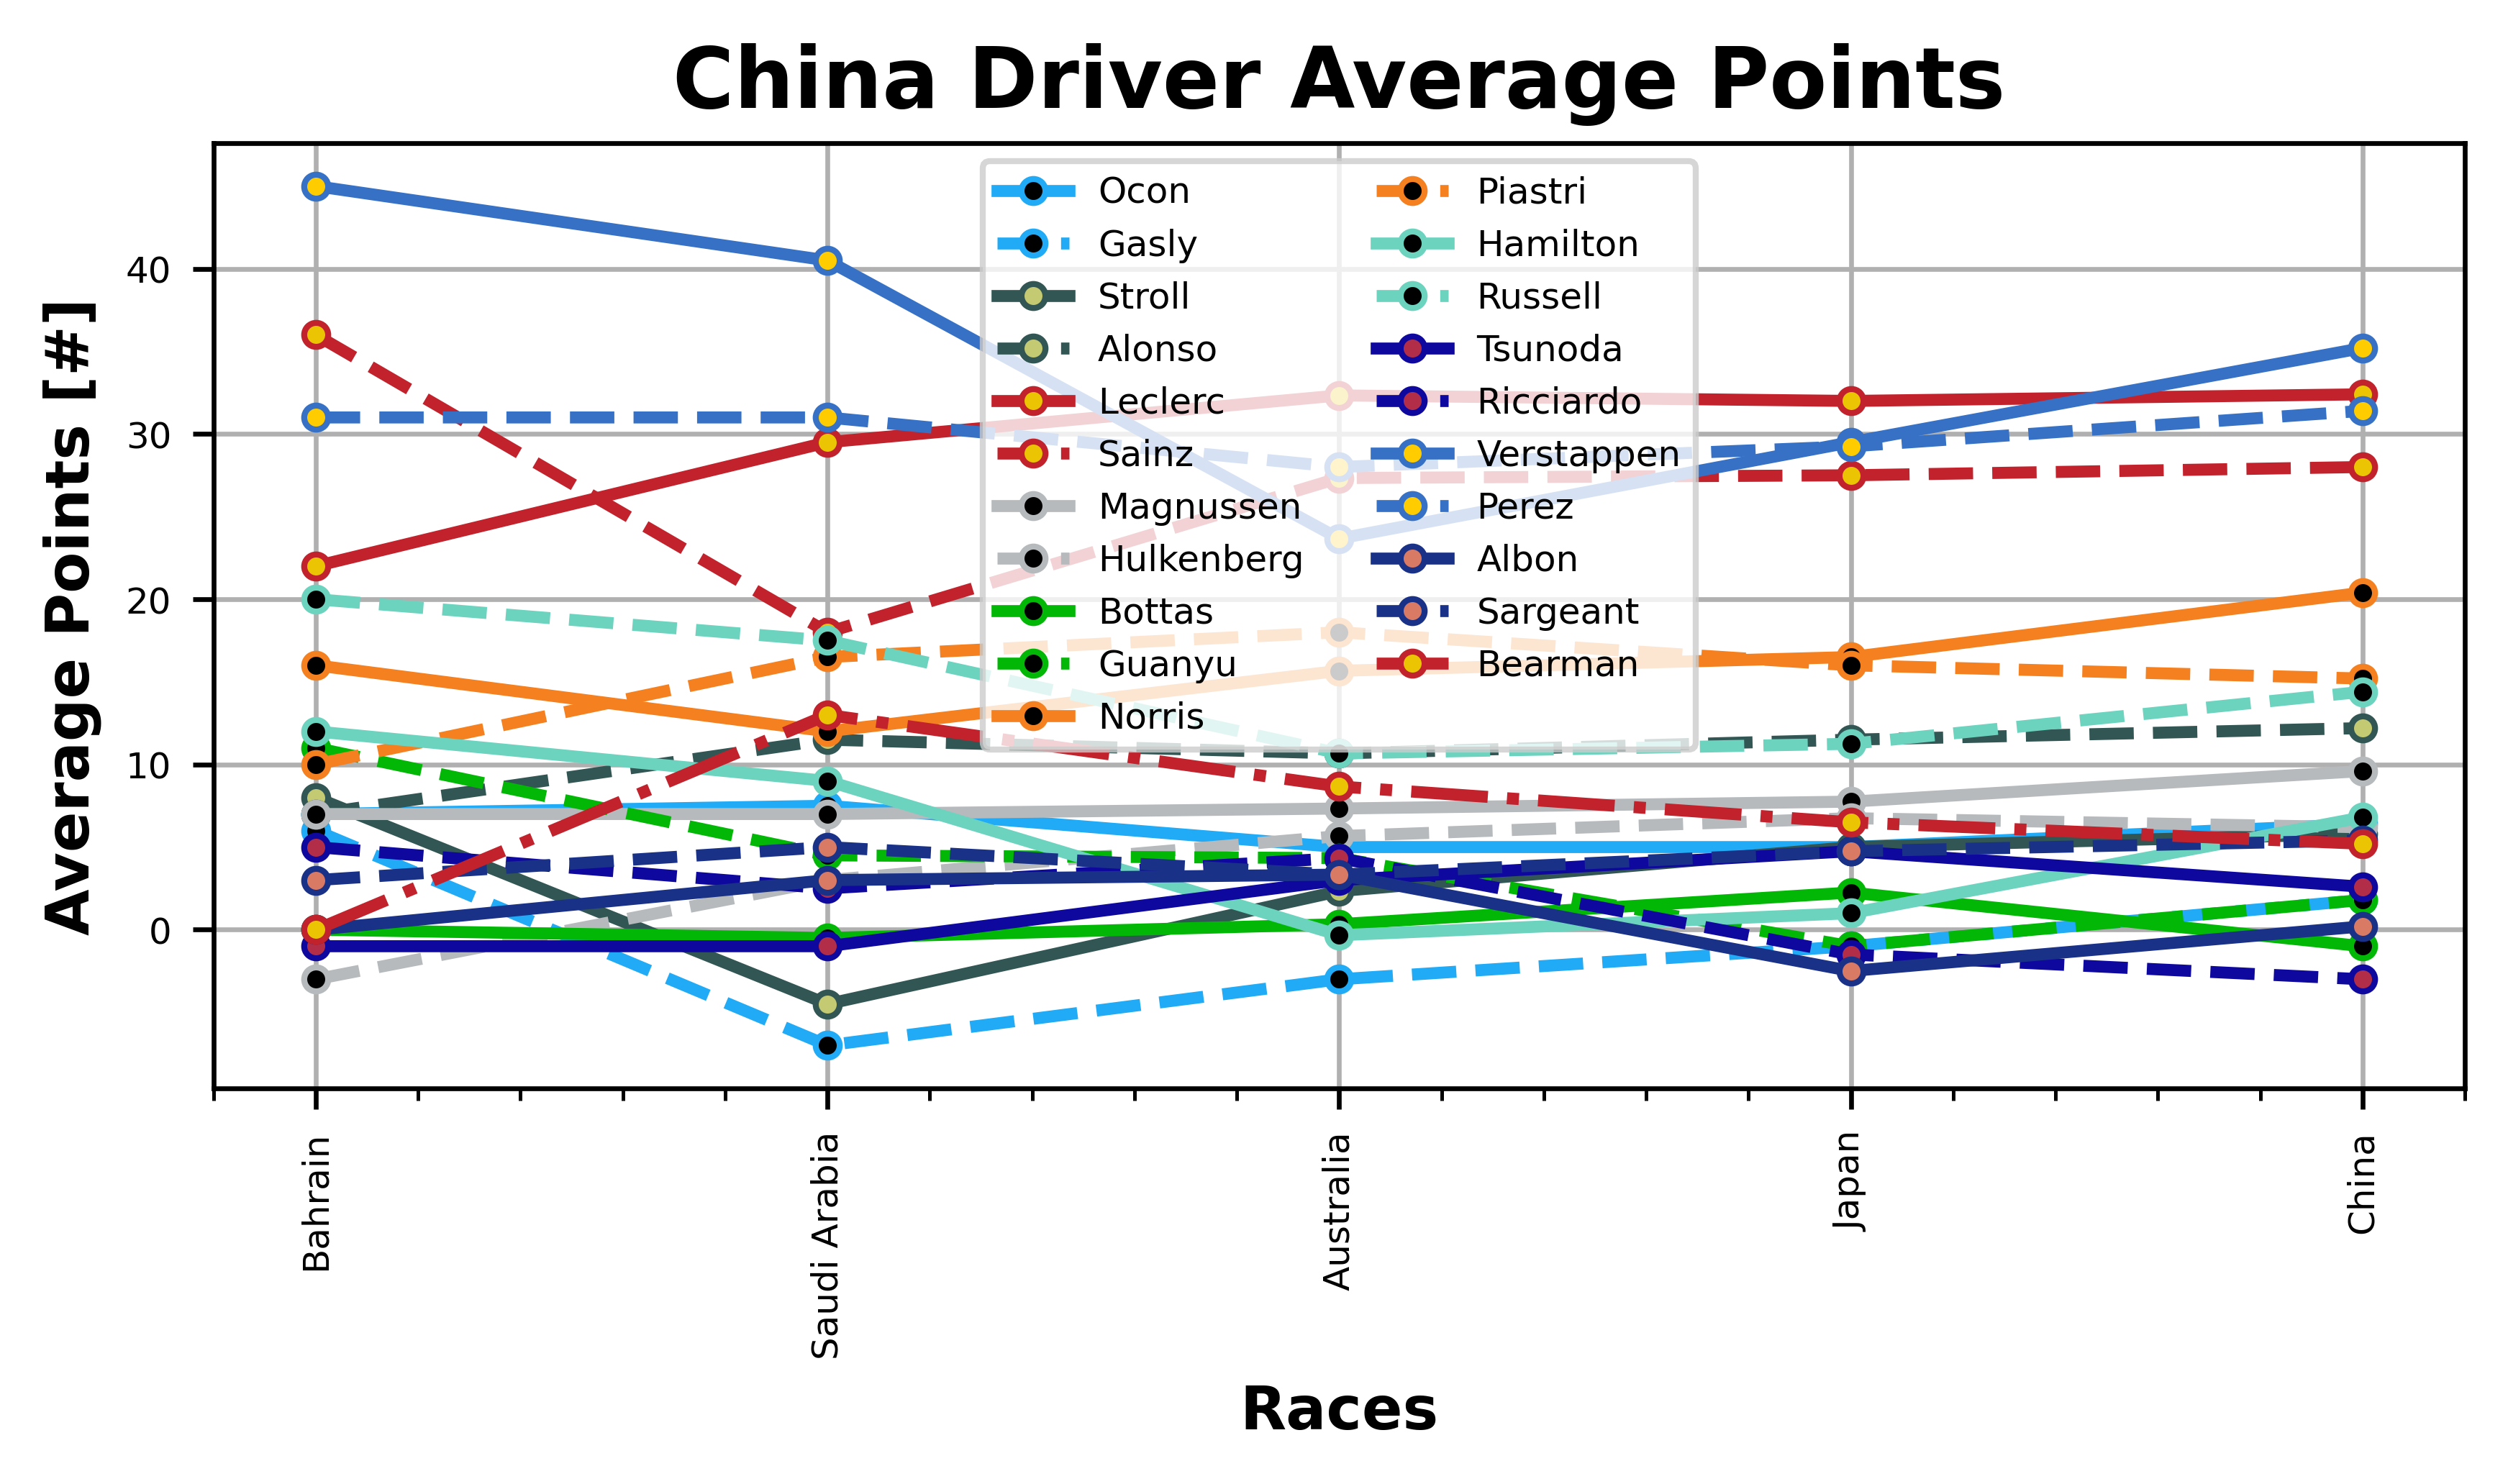 China Driver Average Points
Average Points [#]
40
30
20
10
0
Ocon
Gasly
Stroll
Alonso
Leclerc
Sainz
Magnussen
Hulkenberg
Bottas
Guanyu
Norris
Piastri
Hamilton
Russell
Tsunoda
Ricciardo
Verstappen
Perez
Albon
Sargeant
Bearman
Bahrain
Saudi Arabia
Australia
Japan
China
Races